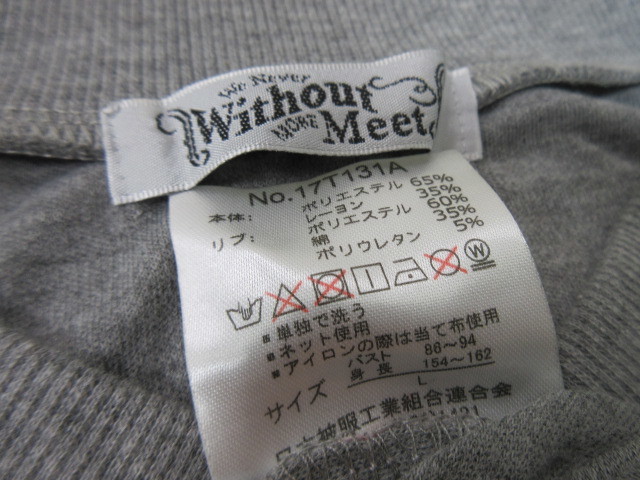 We Never
Without
MORE
Meet
No.17T131A
本体: ポリエステル 65%
レーヨン 35%
リブ: ポリエステル 60%
綿 35%
ポリウレタン 5%
W
■単独で洗う
■ネット使用
■アイロンの際は当て布使用
サイズ
バスト 86~94
身長 154~162
L
被服工業組合連合会